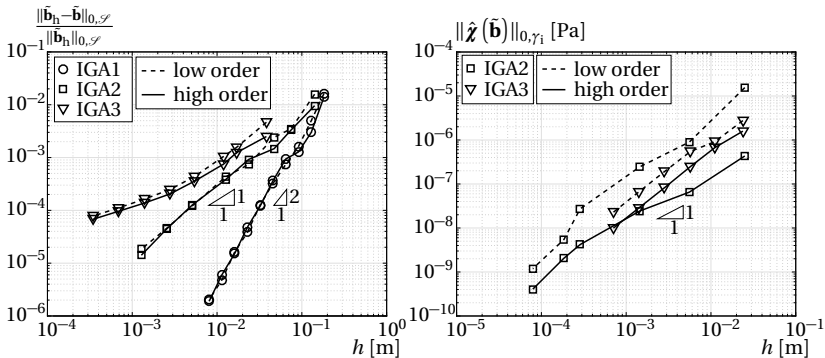 ‖b̃ₕ−b̃‖₀,𝒮 / ‖b̃ₕ‖₀,𝒮
1
10⁻¹
10⁻²
10⁻³
10⁻⁴
10⁻⁵
10⁻⁶
IGA1
IGA2
IGA3
low order
high order
1
1
2
1
10⁻⁴ 10⁻³ 10⁻² 10⁻¹ 10⁰
h [m]
‖χ̂(b̃)‖₀,γᵢ [Pa]
10⁻⁴
10⁻⁵
10⁻⁶
10⁻⁷
10⁻⁸
10⁻⁹
10⁻¹⁰
IGA2
IGA3
low order
high order
1
1
10⁻⁵ 10⁻⁴ 10⁻³ 10⁻² 10⁻¹
h [m]